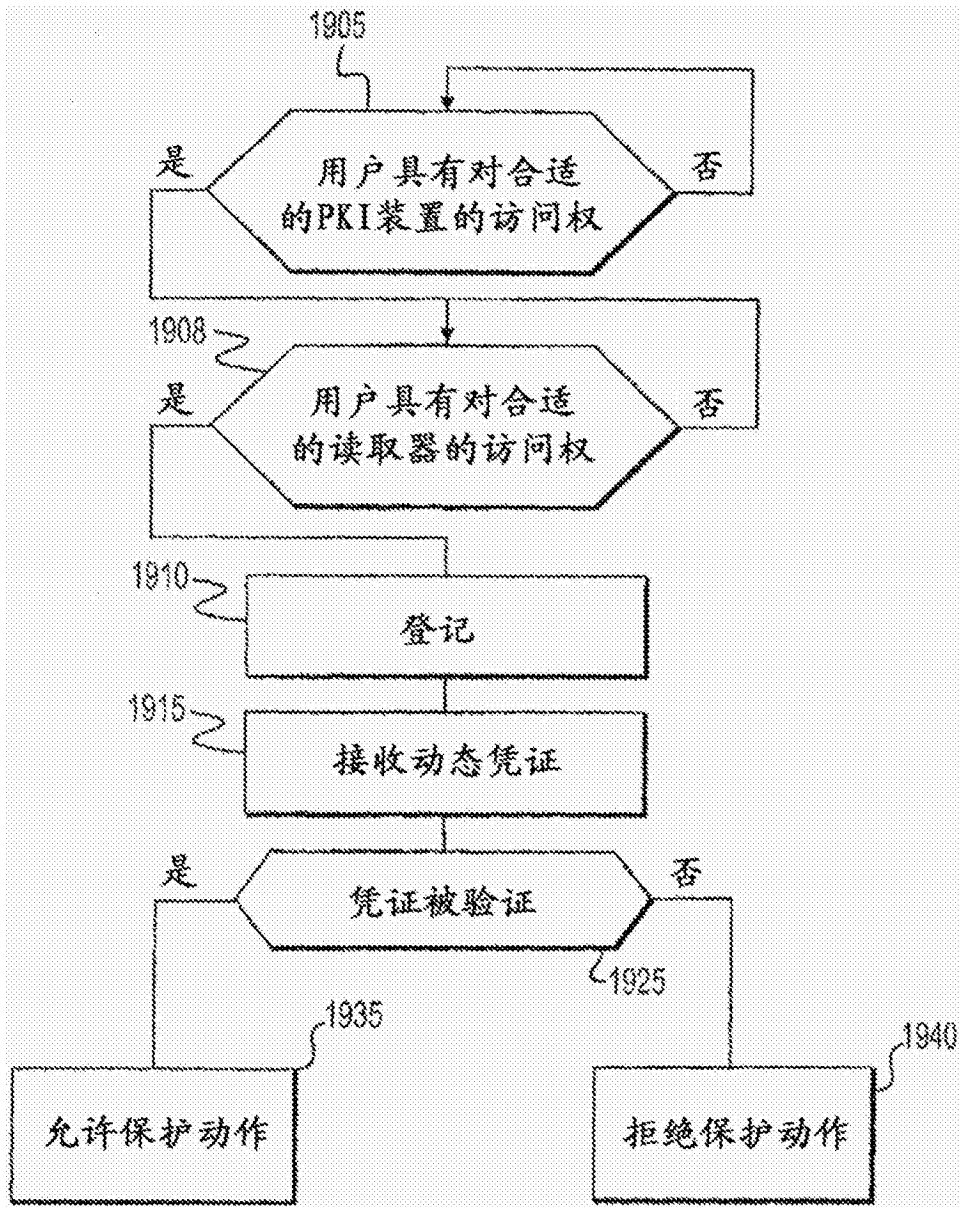 1905
是
否
用户具有对合适
的PKI装置的访问权
1908
是
否
用户具有对合适
的读取器的访问权
1910
登记
1915
接收动态凭证
是
否
凭证被验证
1925
1935
1940
允许保护动作
拒绝保护动作